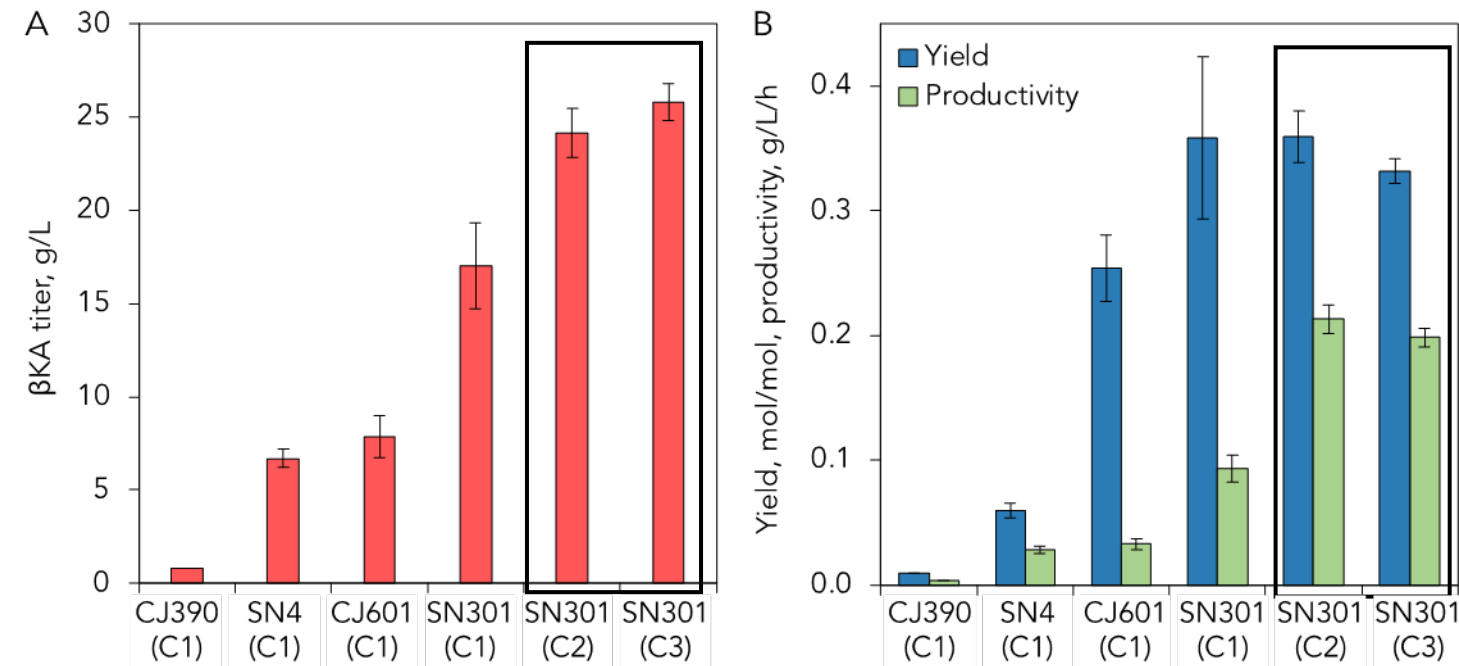 A
30
25
20
15
10
5
0
βKA titer, g/L
CJ390 SN4 CJ601 SN301 SN301 SN301
(C1) (C1) (C1) (C1) (C2) (C3)
B
Yield
Productivity
0.4
0.3
0.2
0.1
0.0
Yield, mol/mol, productivity, g/L/h
CJ390 SN4 CJ601 SN301 SN301 SN301
(C1) (C1) (C1) (C1) (C2) (C3)